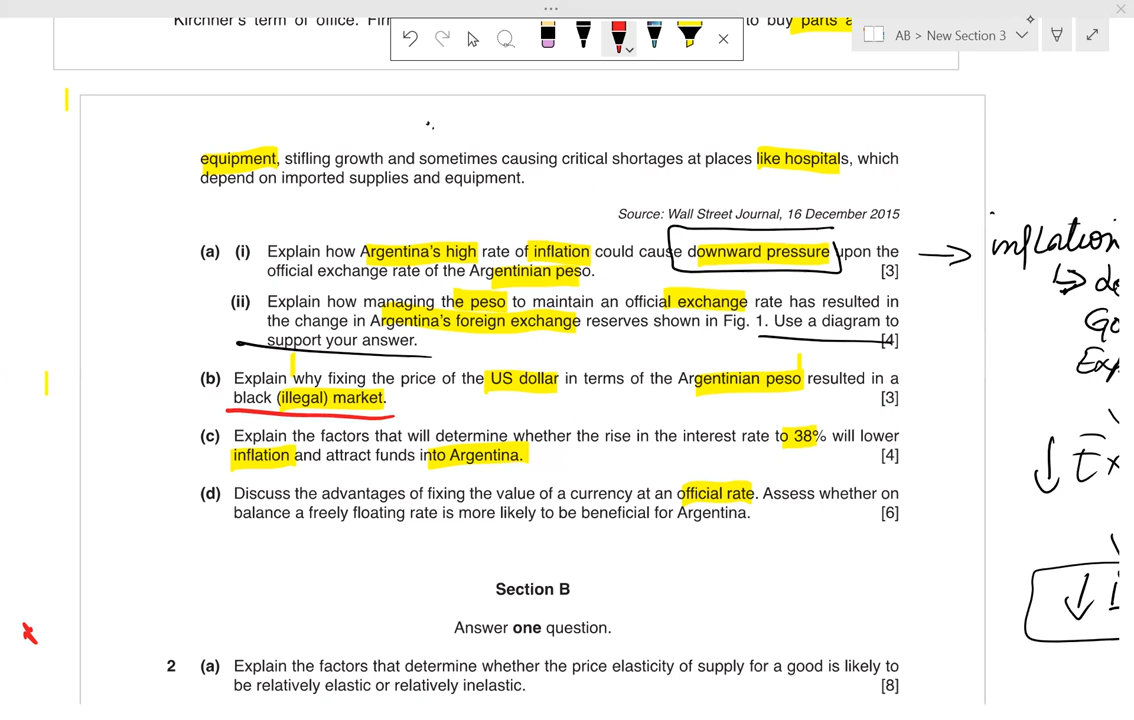 Kirchner's term of office.
to buy parts
AB > New Section 3
equipment, stifling growth and sometimes causing critical shortages at places like hospitals, which
depend on imported supplies and equipment.
Source: Wall Street Journal, 16 December 2015
(a) (i) Explain how Argentina's high rate of inflation could cause downward pressure upon the
official exchange rate of the Argentinian peso. [3]
inflation
(ii) Explain how managing the peso to maintain an official exchange rate has resulted in
the change in Argentina's foreign exchange reserves shown in Fig. 1. Use a diagram to
support your answer. [4]
(b) Explain why fixing the price of the US dollar in terms of the Argentinian peso resulted in a
black (illegal) market. [3]
(c) Explain the factors that will determine whether the rise in the interest rate to 38% will lower
inflation and attract funds into Argentina. [4]
(d) Discuss the advantages of fixing the value of a currency at an official rate. Assess whether on
balance a freely floating rate is more likely to be beneficial for Argentina. [6]
Section B
Answer one question.
2 (a) Explain the factors that determine whether the price elasticity of supply for a good is likely to
be relatively elastic or relatively inelastic. [8]